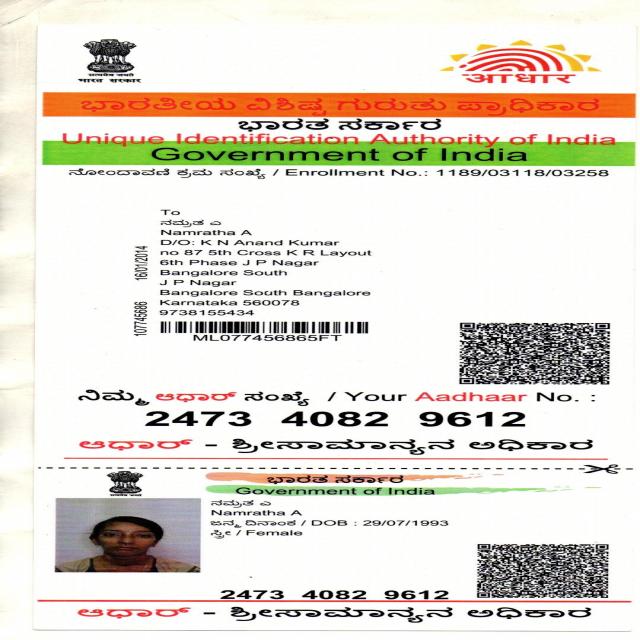 सत्यमेव जयते
भारत सरकार
आधार
ಭಾರತೀಯ ವಿಶಿಷ್ಟ ಗುರುತು ಪ್ರಾಧಿಕಾರ
ಭಾರತ ಸರ್ಕಾರ
Unique Identification Authority of India
Government of India
ನೋಂದಾವಣಿ ಕ್ರಮ ಸಂಖ್ಯೆ / Enrollment No.: 1189/03118/03258
To
ನಮ್ರತ ಎ
Namratha A
D/O: K N Anand Kumar
no 87 5th Cross K R Layout
6th Phase J P Nagar
Bangalore South
J P Nagar
Bangalore South Bangalore
Karnataka 560078
9738155434
107745686 16/01/2014
ML077456865FT
ನಿಮ್ಮ ಆಧಾರ್ ಸಂಖ್ಯೆ / Your Aadhaar No. :
2473 4082 9612
ಆಧಾರ್ - ಶ್ರೀಸಾಮಾನ್ಯನ ಅಧಿಕಾರ
ಭಾರತ ಸರ್ಕಾರ
Government of India
ನಮ್ರತ ಎ
Namratha A
ಜನ್ಮ ದಿನಾಂಕ / DOB : 29/07/1993
ಸ್ತ್ರೀ / Female
2473 4082 9612
ಆಧಾರ್ - ಶ್ರೀಸಾಮಾನ್ಯನ ಅಧಿಕಾರ